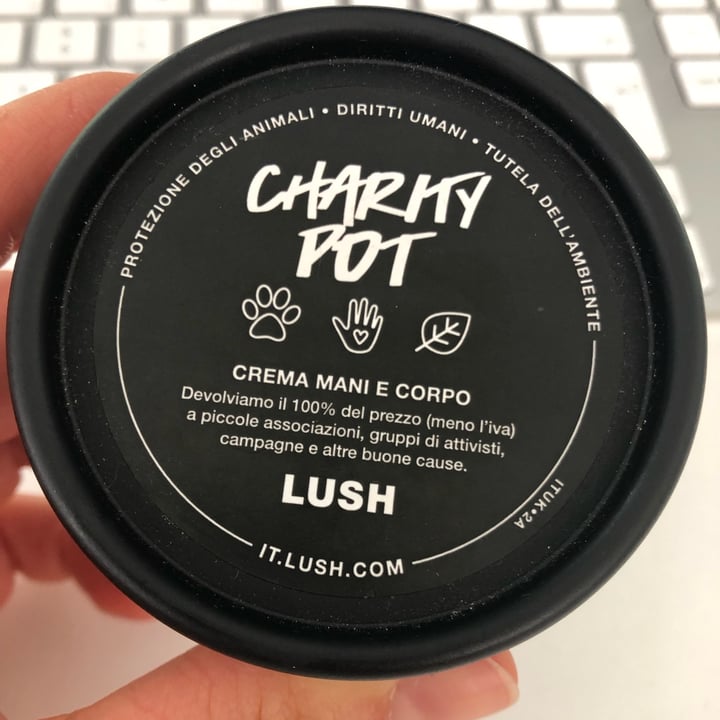 PROTEZIONE DEGLI ANIMALI • DIRITTI UMANI • TUTELA DELL'AMBIENTE
CHARITY
POT
CREMA MANI E CORPO
Devolviamo il 100% del prezzo (meno l'iva)
a piccole associazioni, gruppi di attivisti,
campagne e altre buone cause.
LUSH
IT.LUSH.COM
ITUK•2A